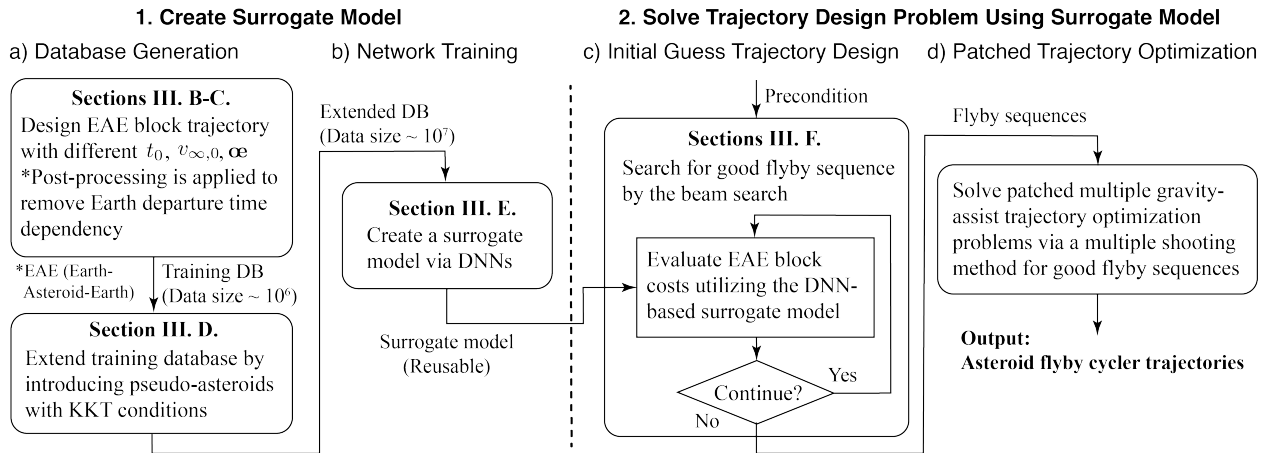 1. Create Surrogate Model
a) Database Generation
Sections III. B-C.
Design EAE block trajectory
with different t₀, v∞,₀, œ
*Post-processing is applied to
remove Earth departure time
dependency
*EAE (Earth-
Asteroid-Earth)
Training DB
(Data size ~ 10⁶)
Section III. D.
Extend training database by
introducing pseudo-asteroids
with KKT conditions
b) Network Training
Extended DB
(Data size ~ 10⁷)
Section III. E.
Create a surrogate
model via DNNs
Surrogate model
(Reusable)
2. Solve Trajectory Design Problem Using Surrogate Model
c) Initial Guess Trajectory Design
Precondition
Sections III. F.
Search for good flyby sequence
by the beam search
Evaluate EAE block
costs utilizing the DNN-
based surrogate model
Continue?
Yes
No
d) Patched Trajectory Optimization
Flyby sequences
Solve patched multiple gravity-
assist trajectory optimization
problems via a multiple shooting
method for good flyby sequences
Output:
Asteroid flyby cycler trajectories